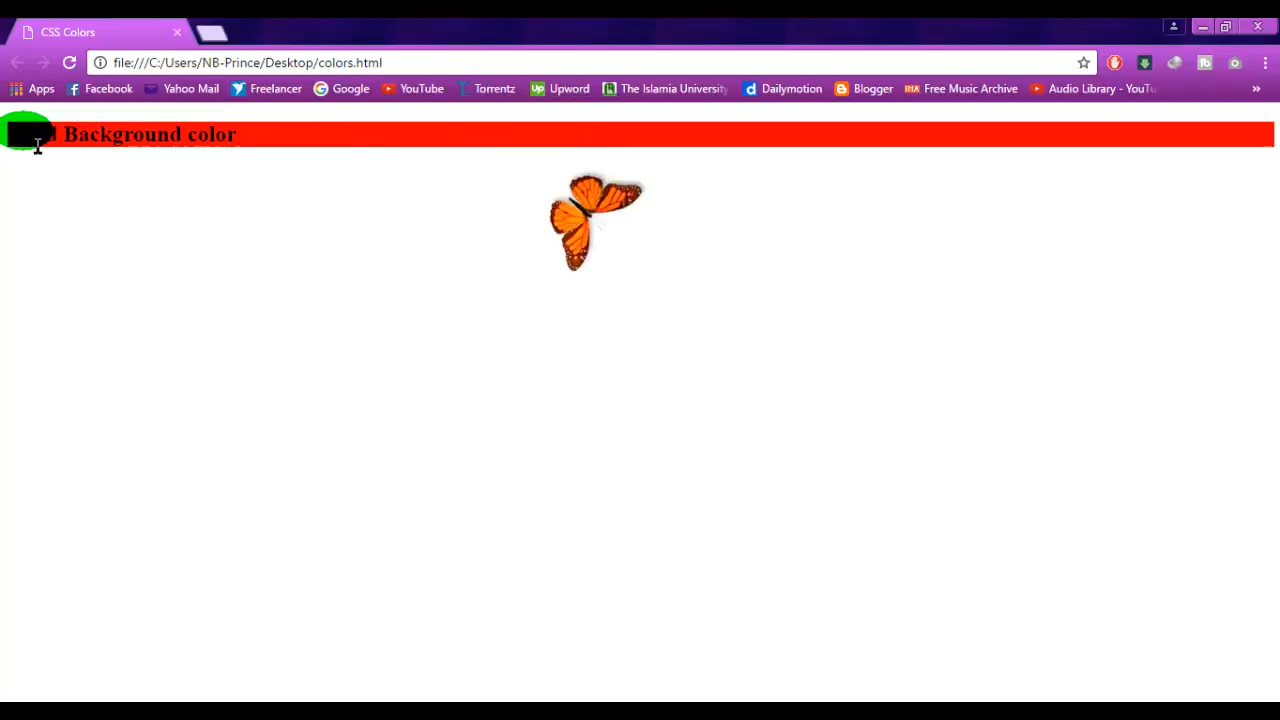 CSS Colors
file:///C:/Users/NB-Prince/Desktop/colors.html
Apps Facebook Yahoo Mail Freelancer Google YouTube Torrentz Upword The Islamia University Dailymotion Blogger Free Music Archive Audio Library - YouTu
Background color